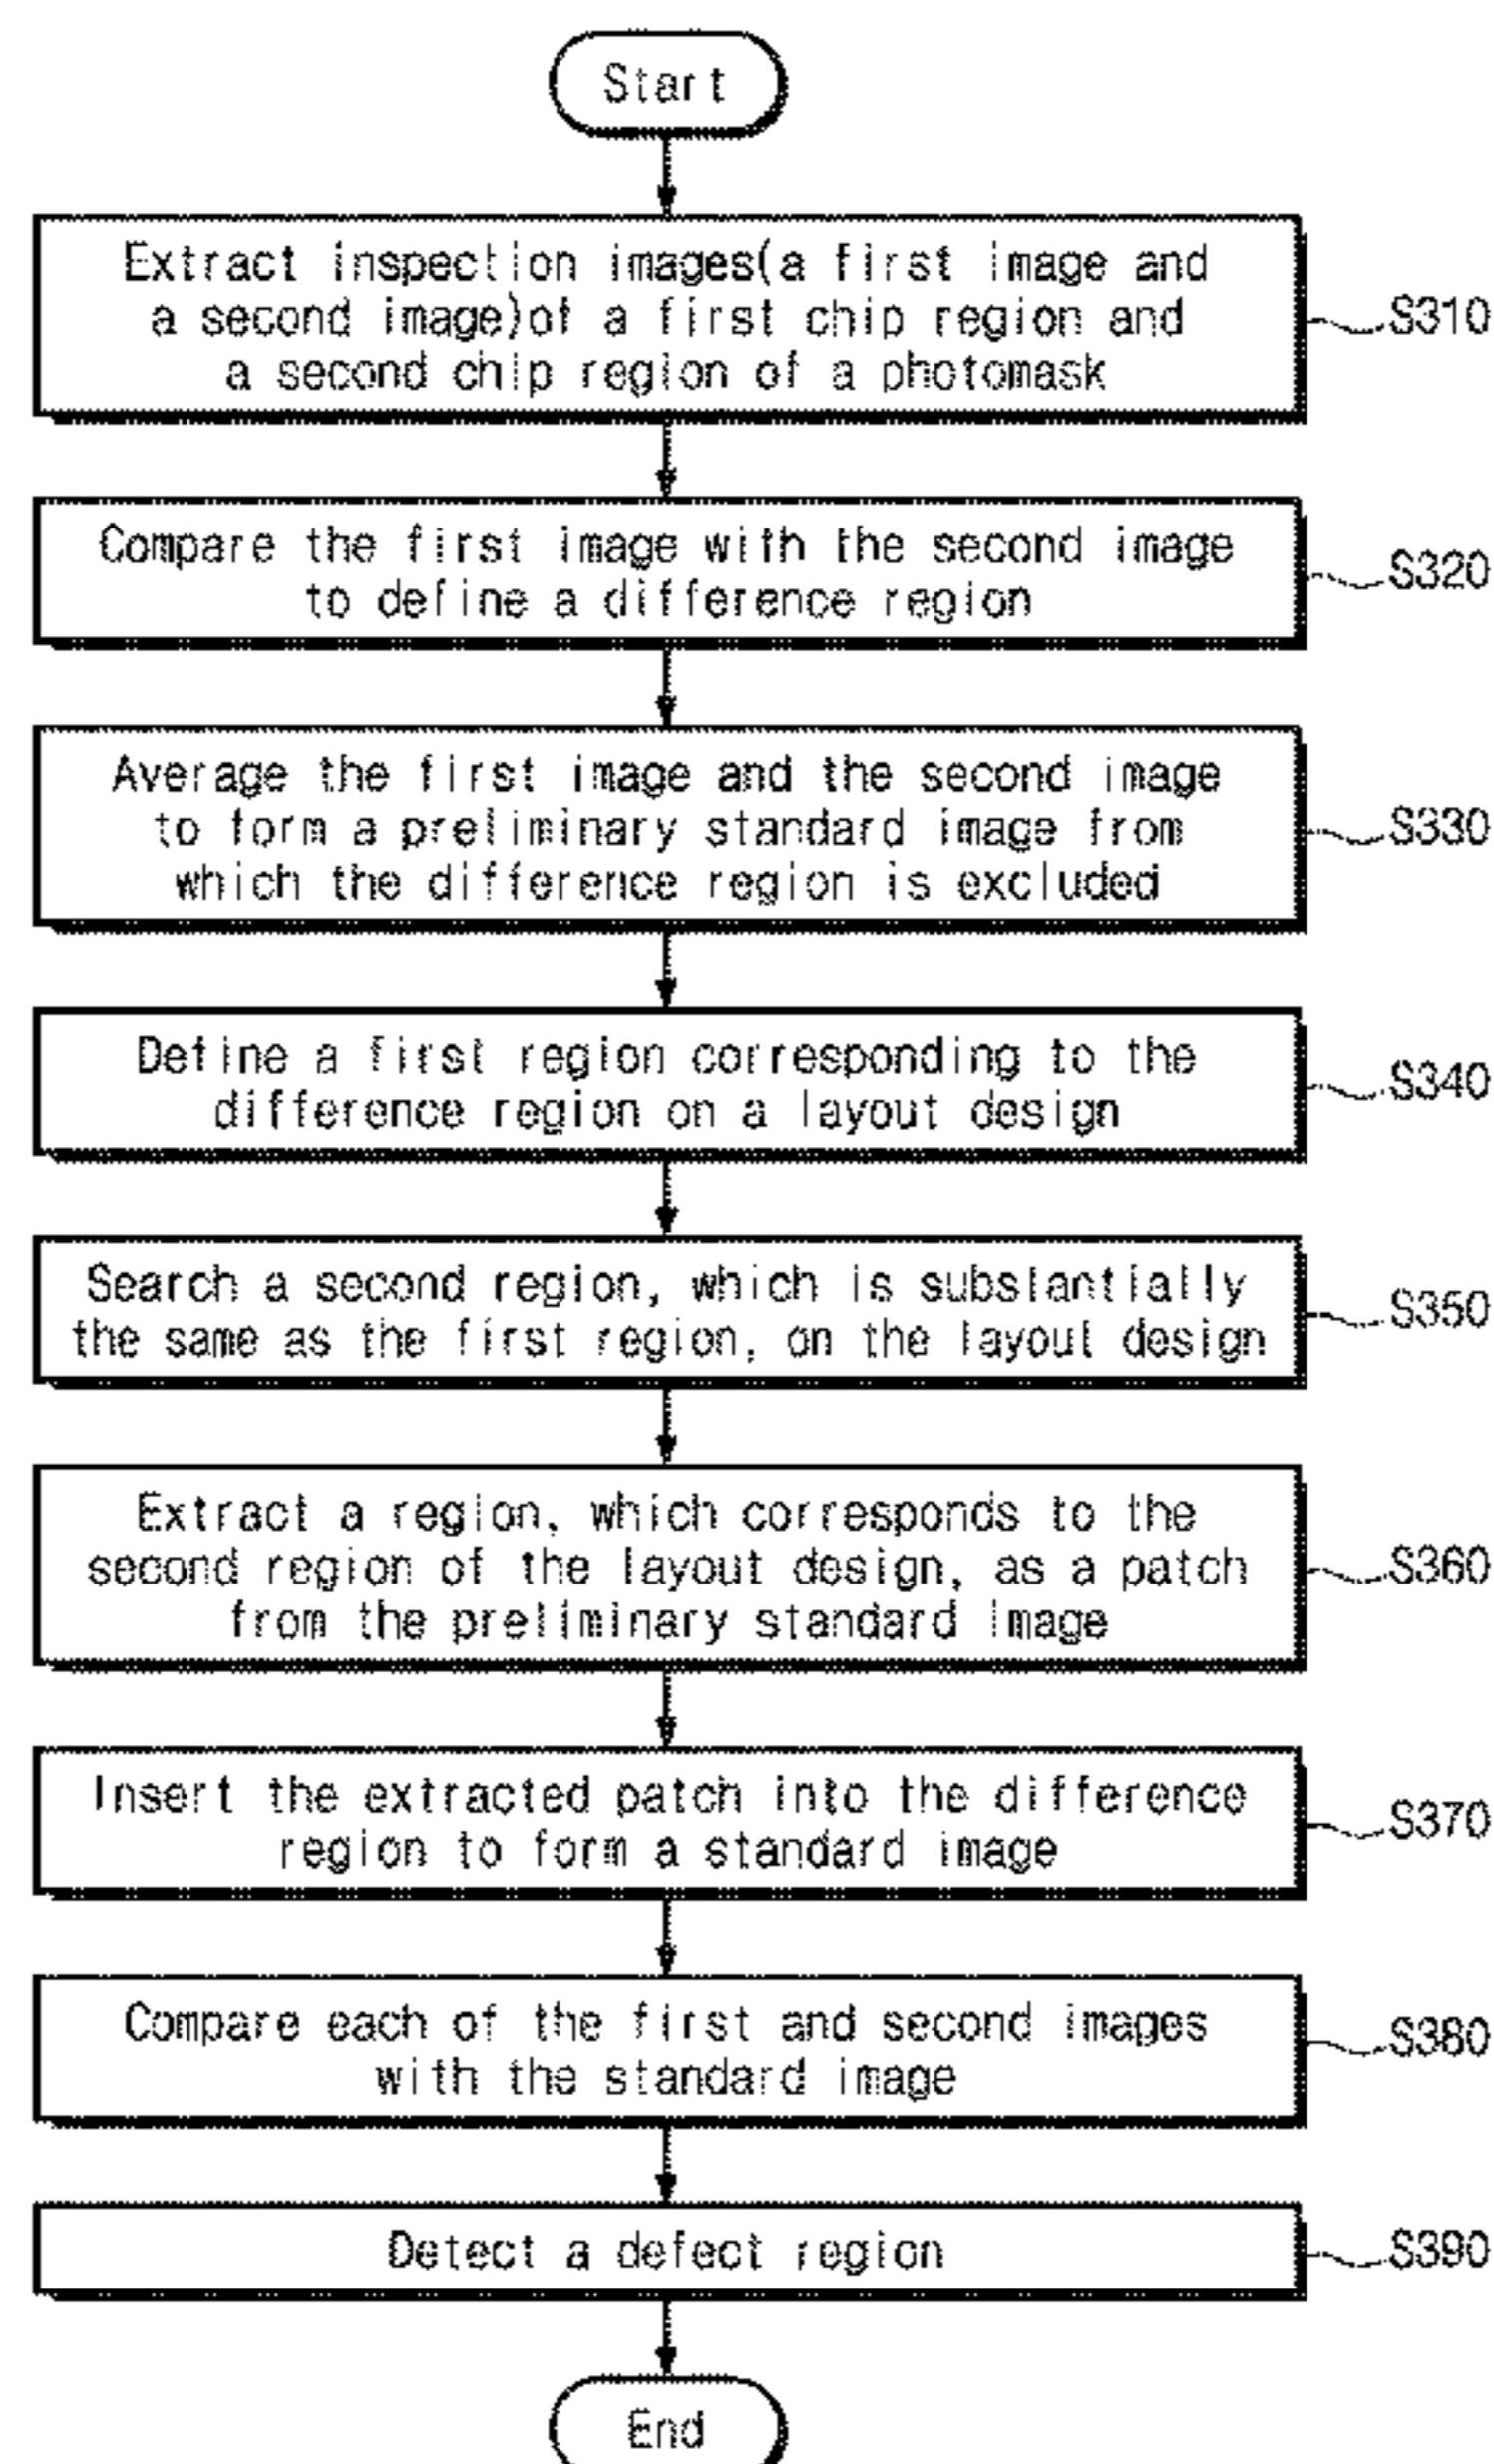 Start
Extract inspection images(a first image and
a second image)of a first chip region and
a second chip region of a photomask
S310
Compare the first image with the second image
to define a difference region
S320
Average the first image and the second image
to form a preliminary standard image from
which the difference region is excluded
S330
Define a first region corresponding to the
difference region on a layout design
S340
Search a second region, which is substantially
the same as the first region, on the layout design
S350
Extract a region, which corresponds to the
second region of the layout design, as a patch
from the preliminary standard image
S360
Insert the extracted patch into the difference
region to form a standard image
S370
Compare each of the first and second images
with the standard image
S380
Detect a defect region
S390
End